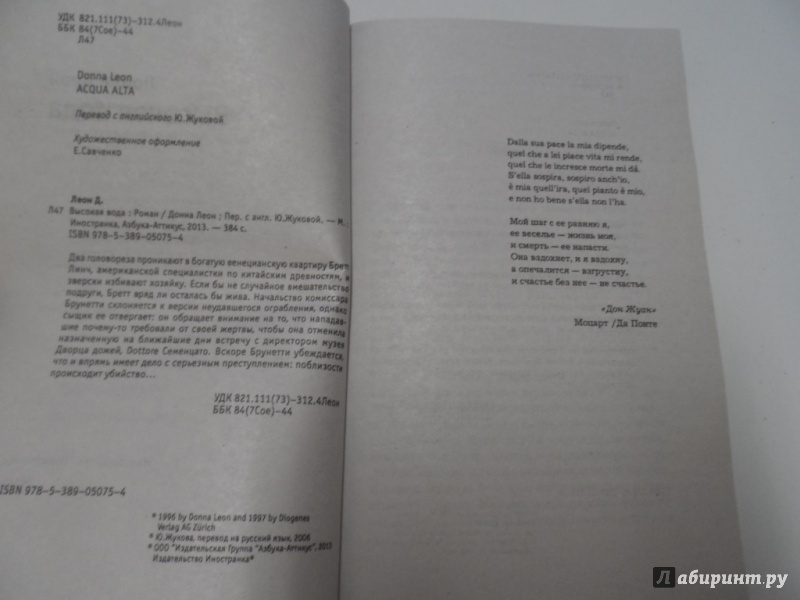 УДК 821.111(73)-312.4Леон
ББК 84(7Сое)-44
Л47
Donna Leon
ACQUA ALTA
Перевод с английского Ю.Жуковой
Художественное оформление
Е.Савченко
Леон Д.
Л47 Высокая вода : Роман / Донна Леон ; Пер. с англ. Ю.Жуковой. — М. :
Иностранка, Азбука-Аттикус, 2013. — 384 с.
ISBN 978-5-389-05075-4
Два головореза проникают в богатую венецианскую квартиру Бретт
Линч, американской специалистки по китайским древностям, и
зверски избивают хозяйку. Если бы не случайное вмешательство
подруги, Бретт вряд ли осталась бы жива. Начальство комиссара
Брунетти склоняется к версии неудавшегося ограбления, однако
сыщик ее отвергает: он обращает внимание на то, что нападав-
шие почему-то требовали от своей жертвы, чтобы она отменила
назначенную на ближайшие дни встречу с директором музея
Дворца дожей, Dottore Семенцато. Вскоре Брунетти убеждается,
что и впрямь имеет дело с серьезным преступлением: поблизости
происходит убийство...
УДК 821.111(73)-312.4Леон
ББК 84(7Сое)-44
ISBN 978-5-389-05075-4
© 1996 by Donna Leon and 1997 by Diogenes
Verlag AG Zürich
© Ю.Жукова, перевод на русский язык, 2006
© ООО "Издательская Группа "Азбука-Аттикус", 2013
Издательство Иностранка®
Dalla sua pace la mia dipende,
quel che a lei piace vita mi rende,
quel che le incresce morte mi dà.
S'ella sospira, sospiro anch'io,
è mia quell'ira, quel pianto è mio,
e non ho bene s'ella non l'ha.
Мой шаг с ее равняю я,
ее веселье — жизнь моя,
и смерть — ее напасти.
Она вздохнет, и я вздохну,
а опечалится — взгрустну,
и счастье без нее — не счастье.
«Дон Жуан»
Моцарт /Да Понте
Лабиринт.ру